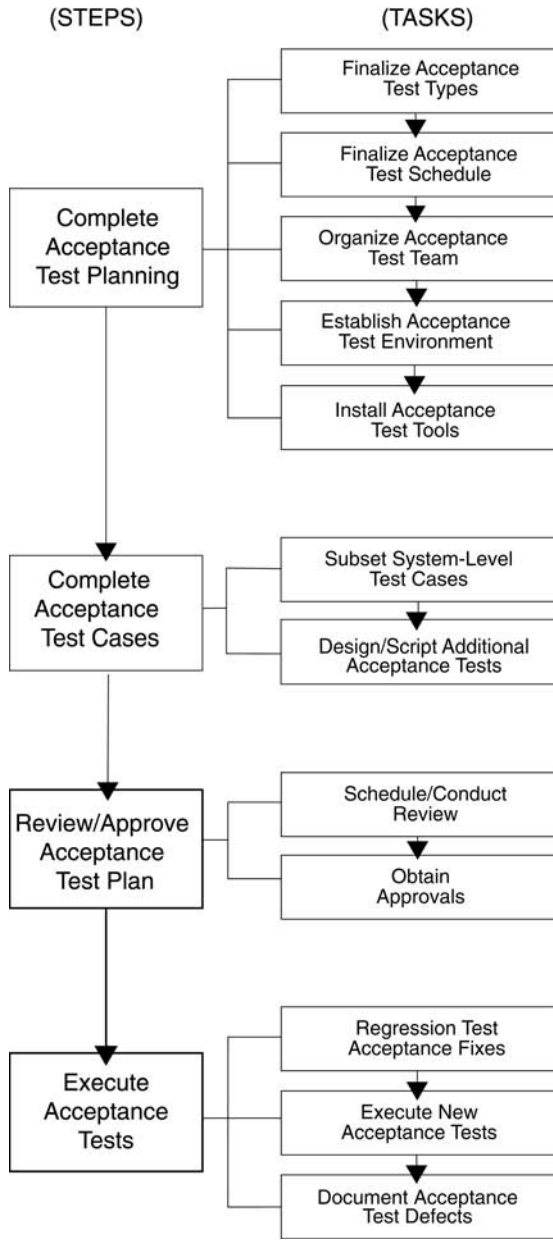 (STEPS)
(TASKS)
Complete
Acceptance
Test Planning
Finalize Acceptance
Test Types
Finalize Acceptance
Test Schedule
Organize Acceptance
Test Team
Establish Acceptance
Test Environment
Install Acceptance
Test Tools
Complete
Acceptance
Test Cases
Subset System-Level
Test Cases
Design/Script Additional
Acceptance Tests
Review/Approve
Acceptance
Test Plan
Schedule/Conduct
Review
Obtain
Approvals
Execute
Acceptance
Tests
Regression Test
Acceptance Fixes
Execute New
Acceptance Tests
Document Acceptance
Test Defects